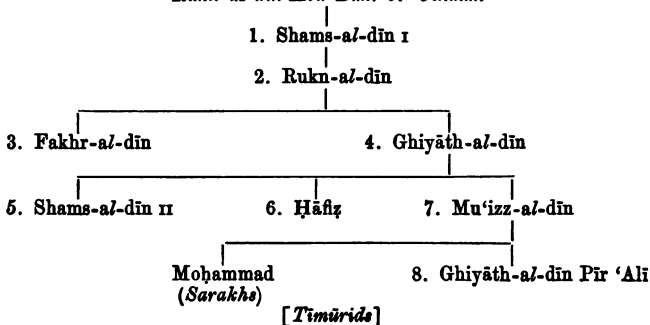 1. Shams-al-dīn I
2. Rukn-al-dīn
3. Fakhr-al-dīn 4. Ghiyāth-al-dīn
5. Shams-al-dīn II 6. Ḥāfiẓ 7. Mu‘izz-al-dīn
Moḥammad 8. Ghiyāth-al-dīn Pīr ‘Alī
(Sarakhs)
[Tīmūrids]